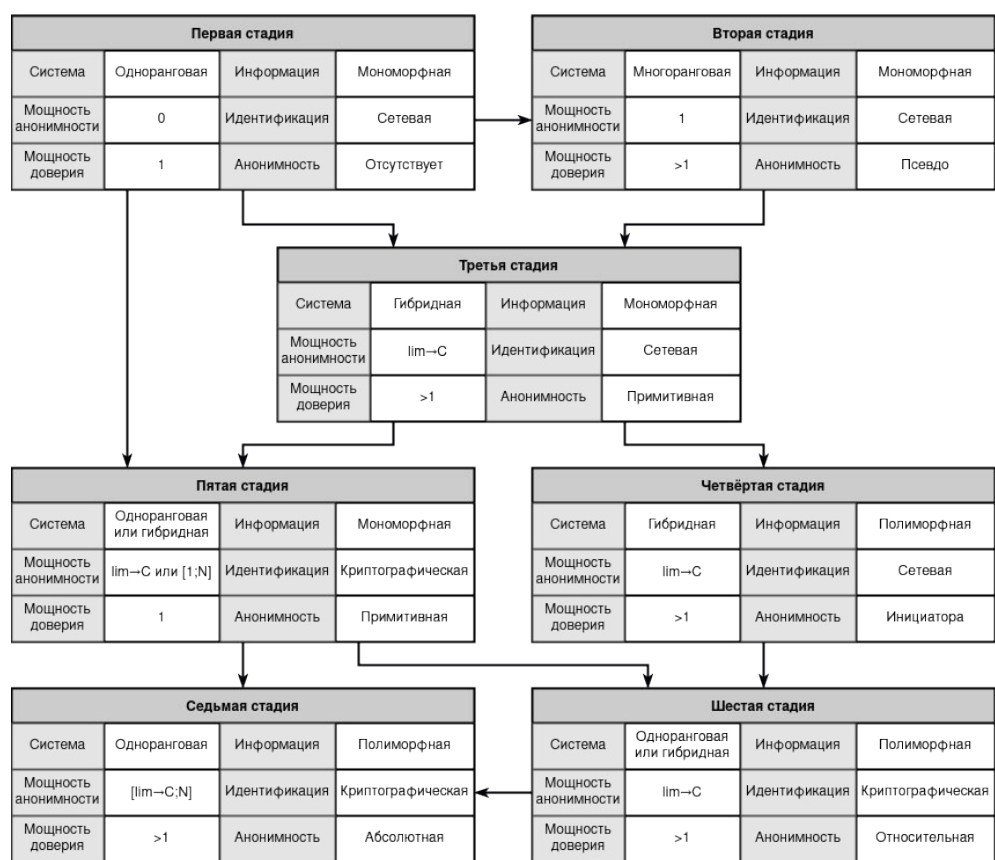 Первая стадия
Система Одноранговая Информация Мономорфная
Мощность анонимности 0 Идентификация Сетевая
Мощность доверия 1 Анонимность Отсутствует
Вторая стадия
Система Многоранговая Информация Мономорфная
Мощность анонимности 1 Идентификация Сетевая
Мощность доверия >1 Анонимность Псевдо
Третья стадия
Система Гибридная Информация Мономорфная
Мощность анонимности lim→C Идентификация Сетевая
Мощность доверия >1 Анонимность Примитивная
Пятая стадия
Система Одноранговая или гибридная Информация Мономорфная
Мощность анонимности lim→C или [1;N] Идентификация Криптографическая
Мощность доверия 1 Анонимность Примитивная
Четвёртая стадия
Система Гибридная Информация Полиморфная
Мощность анонимности lim→C Идентификация Сетевая
Мощность доверия >1 Анонимность Инициатора
Седьмая стадия
Система Одноранговая Информация Полиморфная
Мощность анонимности [lim→C;N] Идентификация Криптографическая
Мощность доверия >1 Анонимность Абсолютная
Шестая стадия
Система Одноранговая или гибридная Информация Полиморфная
Мощность анонимности lim→C Идентификация Криптографическая
Мощность доверия >1 Анонимность Относительная